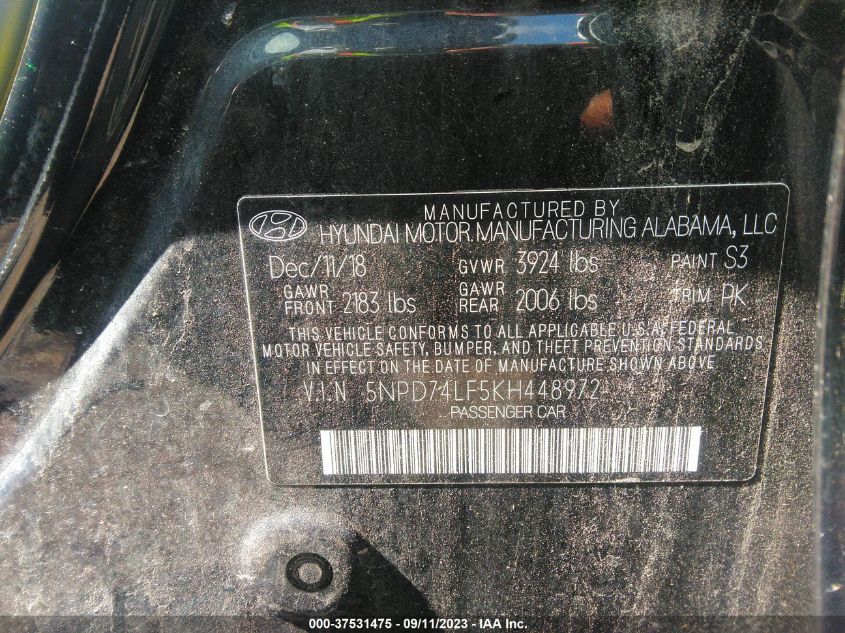 MANUFACTURED BY
HYUNDAI MOTOR MANUFACTURING ALABAMA, LLC
Dec/11/18 GVWR 3924 lbs PAINT S3
GAWR FRONT 2183 lbs GAWR REAR 2006 lbs TRIM PK
THIS VEHICLE CONFORMS TO ALL APPLICABLE U.S.A. FEDERAL
MOTOR VEHICLE SAFETY, BUMPER, AND THEFT PREVENTION STANDARDS
IN EFFECT ON THE DATE OF MANUFACTURE SHOWN ABOVE
V.I.N 5NPD74LF5KH448972
PASSENGER CAR
000-37531475 - 09/11/2023 - IAA Inc.